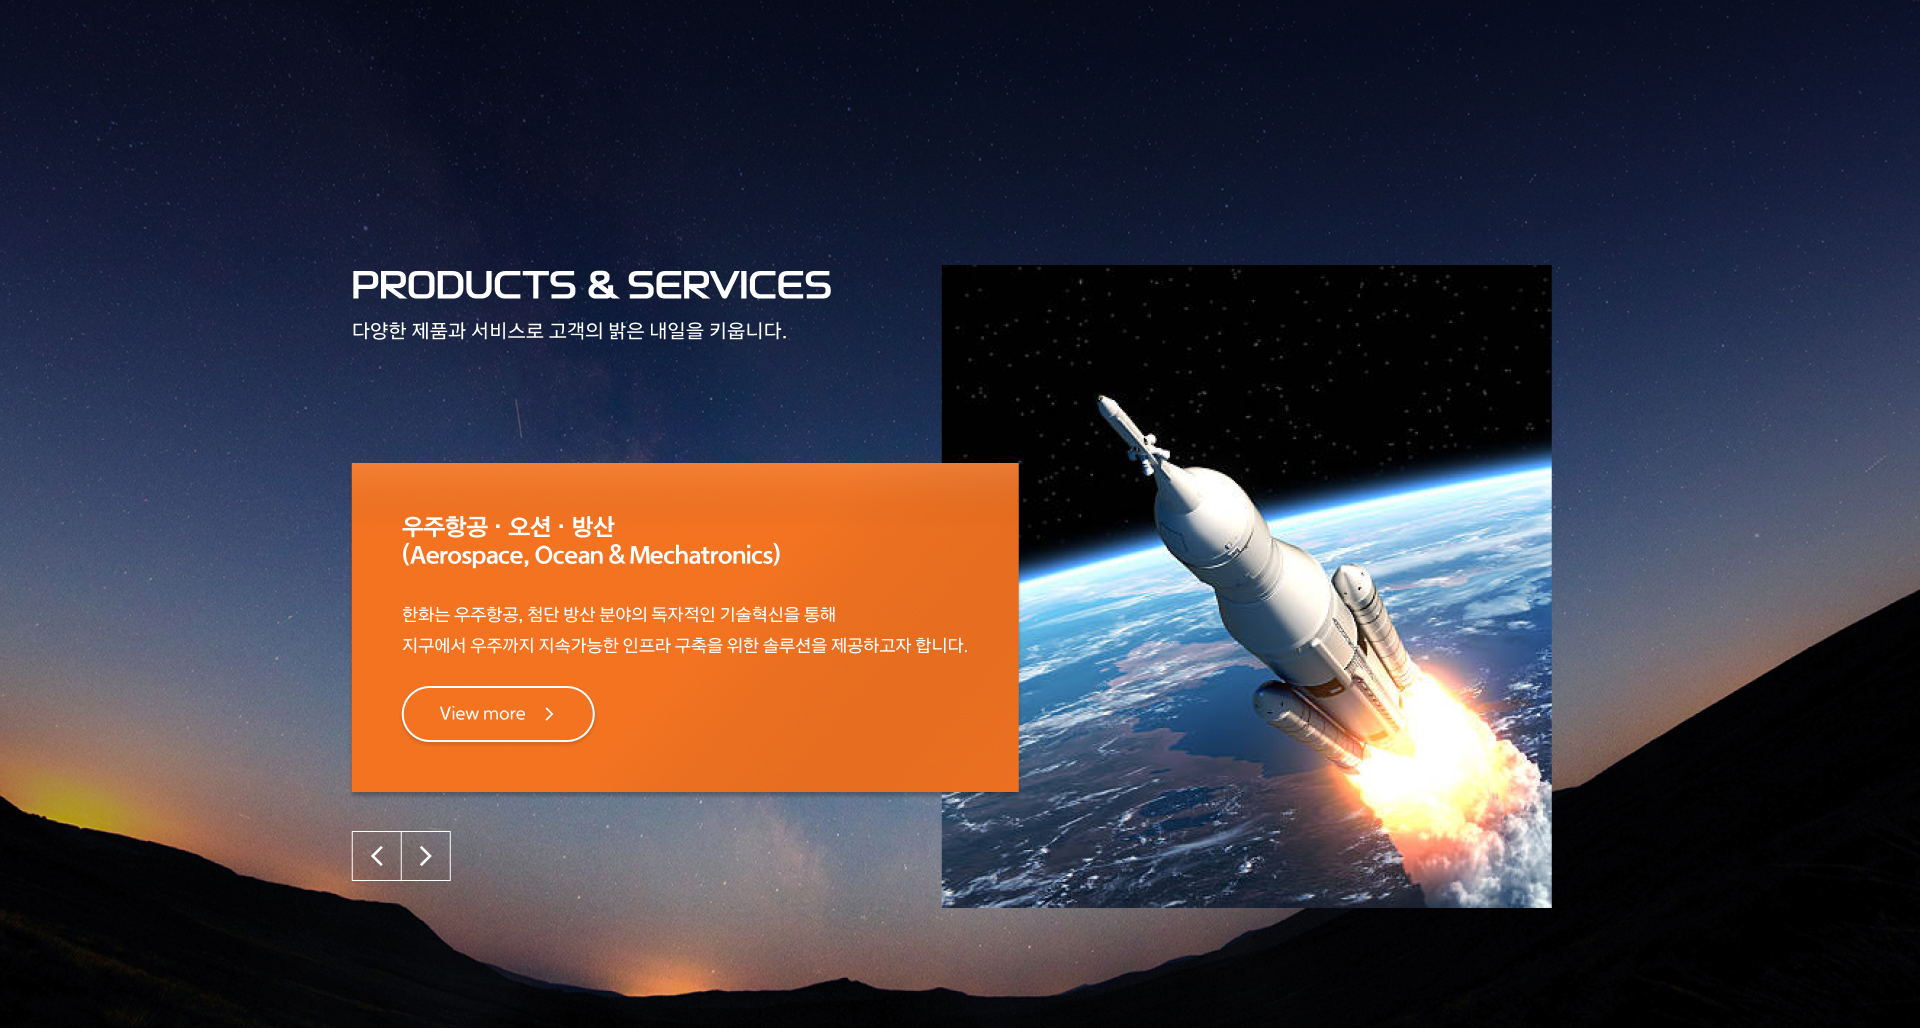 PRODUCTS & SERVICES
다양한 제품과 서비스로 고객의 밝은 내일을 키웁니다.
우주항공 · 오션 · 방산
(Aerospace, Ocean & Mechatronics)
한화는 우주항공, 첨단 방산 분야의 독자적인 기술혁신을 통해
지구에서 우주까지 지속가능한 인프라 구축을 위한 솔루션을 제공하고자 합니다.
View more